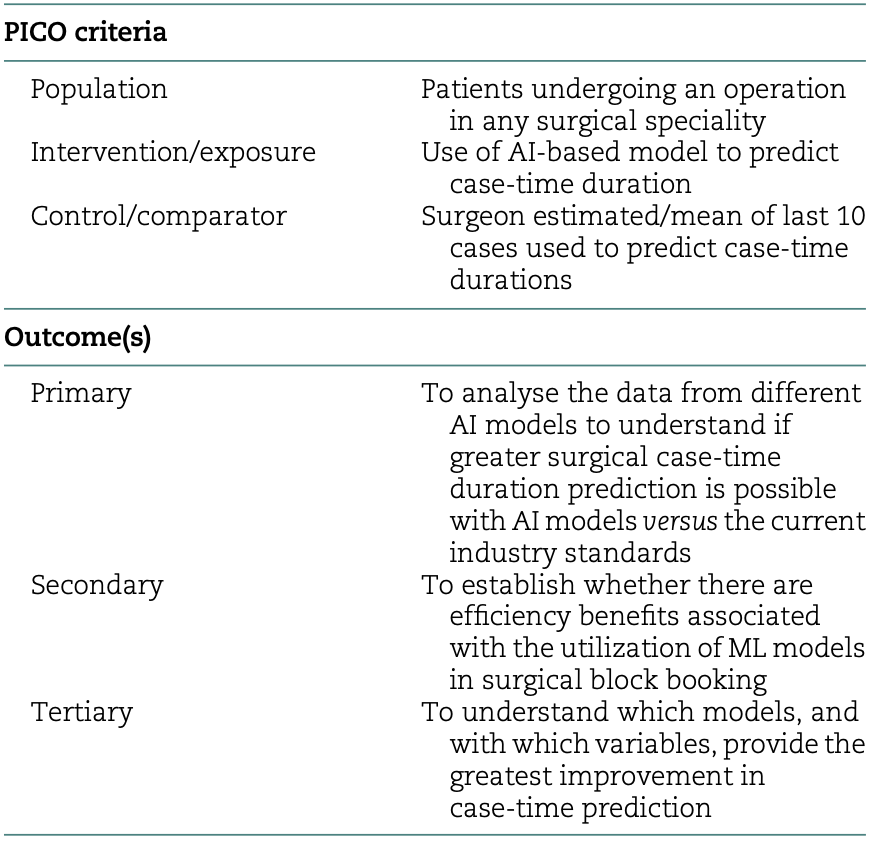 PICO criteria
Population
Patients undergoing an operation
in any surgical speciality
Intervention/exposure
Use of AI-based model to predict
case-time duration
Control/comparator
Surgeon estimated/mean of last 10
cases used to predict case-time
durations
Outcome(s)
Primary
To analyse the data from different
AI models to understand if
greater surgical case-time
duration prediction is possible
with AI models versus the current
industry standards
Secondary
To establish whether there are
efficiency benefits associated
with the utilization of ML models
in surgical block booking
Tertiary
To understand which models, and
with which variables, provide the
greatest improvement in
case-time prediction